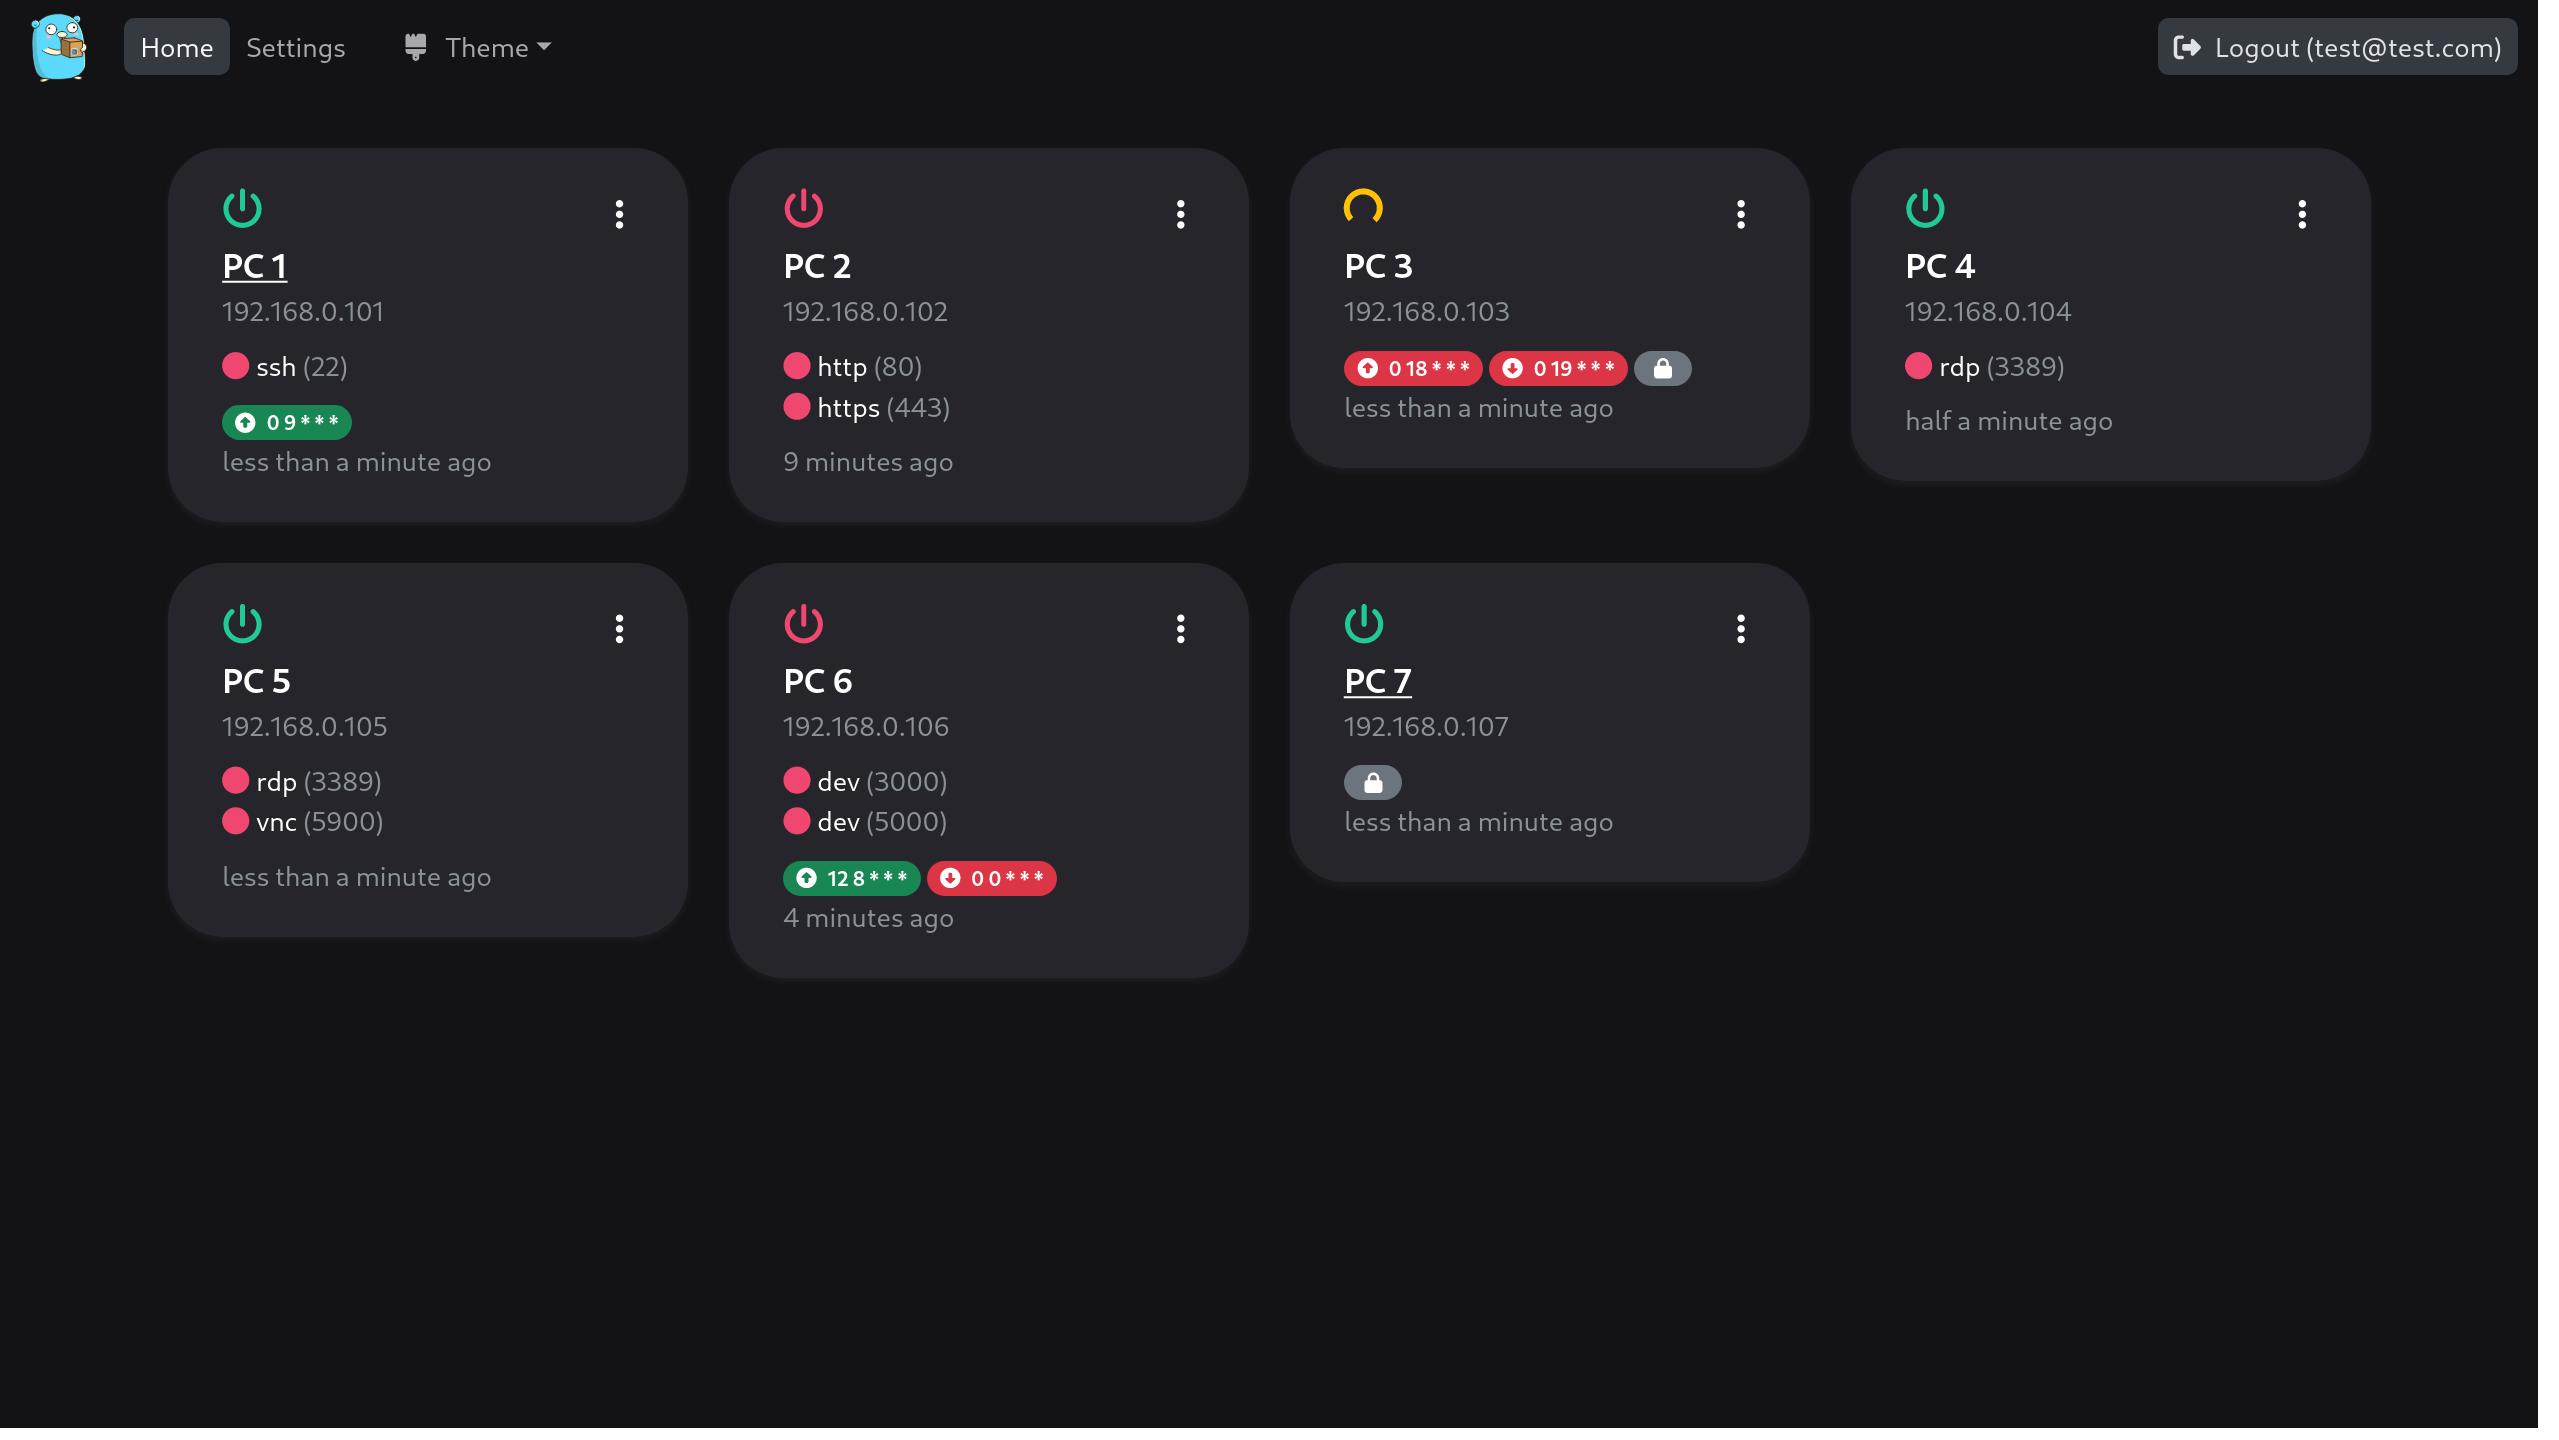 Home Settings Theme Logout (test@test.com)
PC 1
192.168.0.101
ssh (22)
0 9 * * *
less than a minute ago
PC 2
192.168.0.102
http (80)
https (443)
9 minutes ago
PC 3
192.168.0.103
0 18 * * * 0 19 * * *
less than a minute ago
PC 4
192.168.0.104
rdp (3389)
half a minute ago
PC 5
192.168.0.105
rdp (3389)
vnc (5900)
less than a minute ago
PC 6
192.168.0.106
dev (3000)
dev (5000)
12 8 * * * 0 0 * * *
4 minutes ago
PC 7
192.168.0.107
less than a minute ago